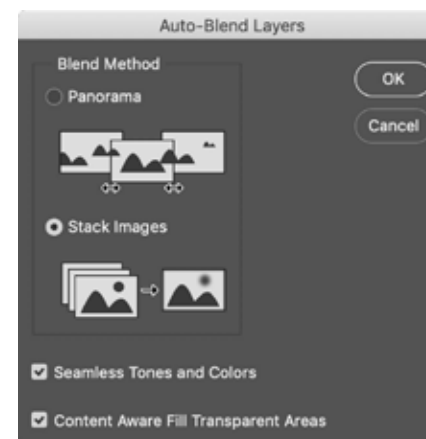 Auto-Blend Layers
Blend Method
Panorama
Stack Images
OK
Cancel
Seamless Tones and Colors
Content Aware Fill Transparent Areas